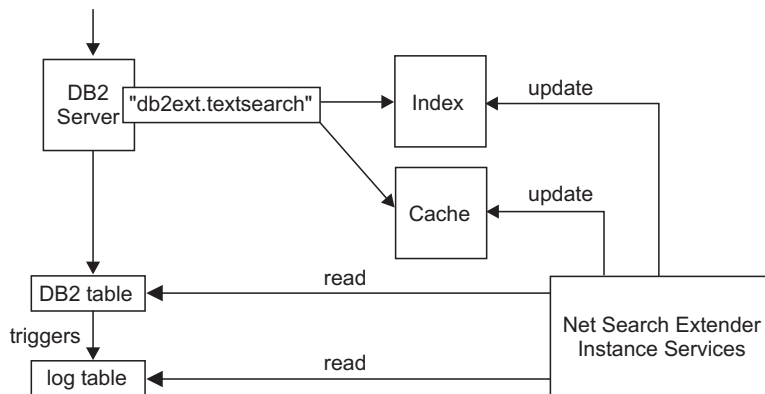 DB2
Server
"db2ext.textsearch"
Index
update
Cache
update
DB2 table
read
triggers
log table
read
Net Search Extender
Instance Services